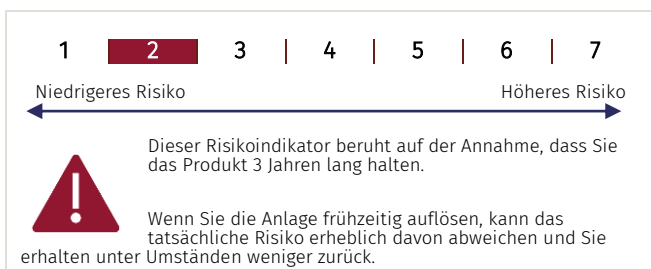 1 2 3 4 5 6 7
Niedrigeres Risiko Höheres Risiko
Dieser Risikoindikator beruht auf der Annahme, dass Sie
das Produkt 3 Jahren lang halten.
Wenn Sie die Anlage frühzeitig auflösen, kann das
tatsächliche Risiko erheblich davon abweichen und Sie
erhalten unter Umständen weniger zurück.